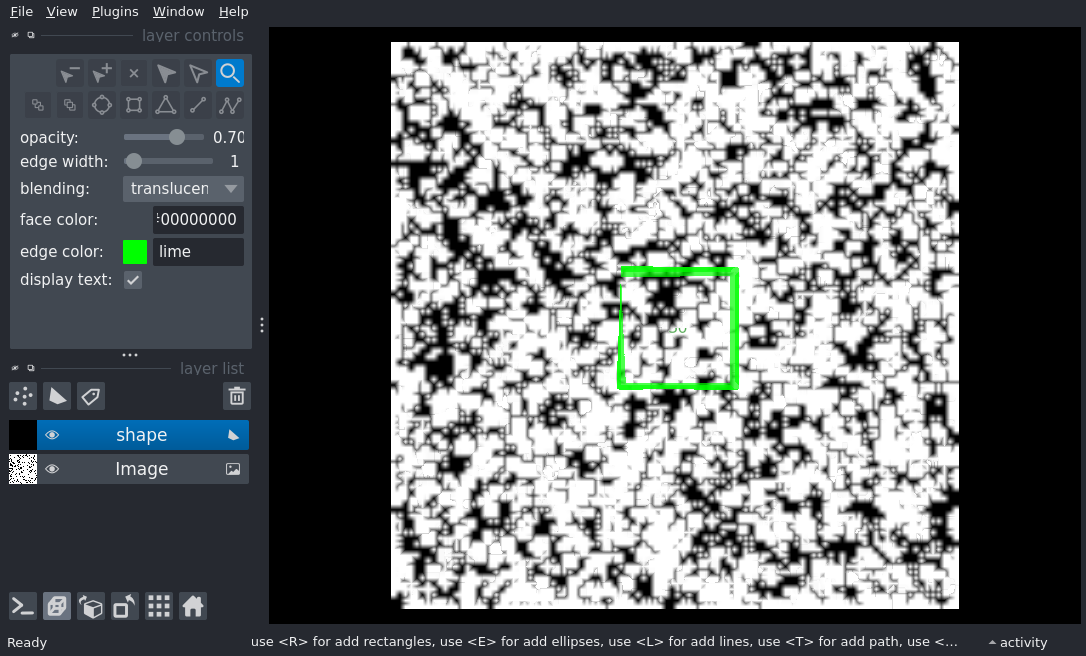 File View Plugins Window Help
layer controls
opacity: 0.70
edge width: 1
blending: translucen
face color: 00000000
edge color: lime
display text:
layer list
shape
Image
Ready use <R> for add rectangles, use <E> for add ellipses, use <L> for add lines, use <T> for add path, use <... activity